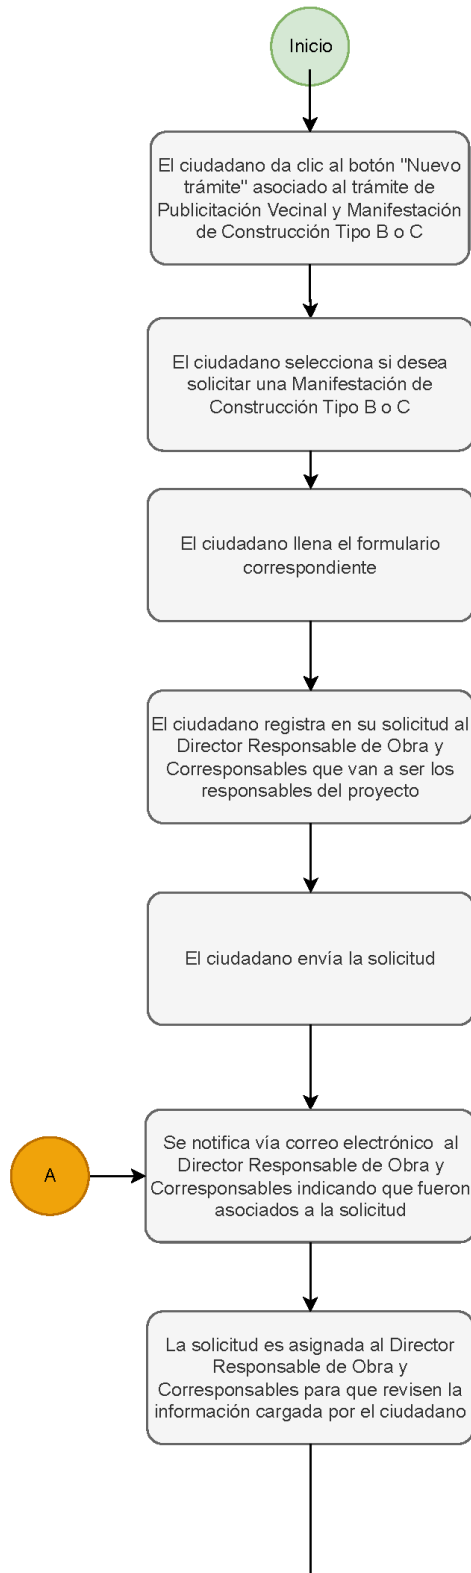 Inicio
El ciudadano da clic al botón "Nuevo
trámite" asociado al trámite de
Publicitación Vecinal y Manifestación
de Construcción Tipo B o C
El ciudadano selecciona si desea
solicitar una Manifestación de
Construcción Tipo B o C
El ciudadano llena el formulario
correspondiente
El ciudadano registra en su solicitud al
Director Responsable de Obra y
Corresponsables que van a ser los
responsables del proyecto
El ciudadano envía la solicitud
A
Se notifica vía correo electrónico al
Director Responsable de Obra y
Corresponsables indicando que fueron
asociados a la solicitud
La solicitud es asignada al Director
Responsable de Obra y
Corresponsables para que revisen la
información cargada por el ciudadano